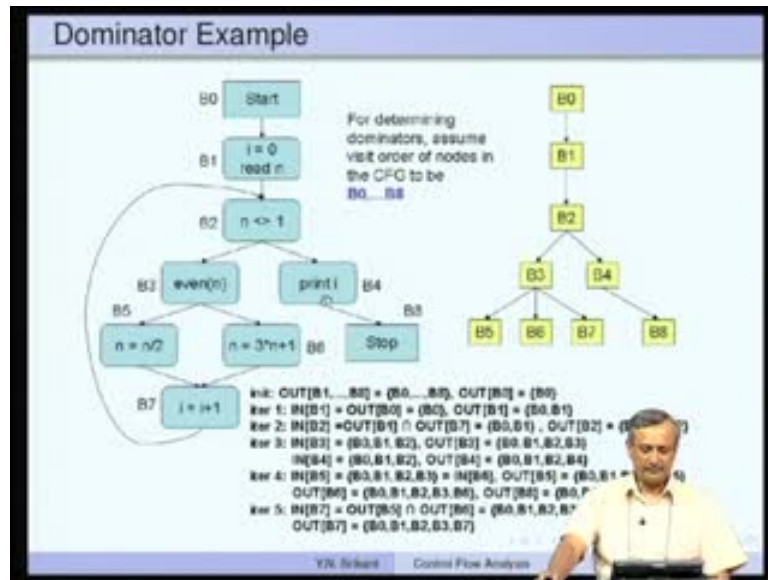 Dominator Example
B0 Start
For determining
dominators, assume
visit order of nodes in
the CFG to be
B0,...B8
B1 i = 0
read n
B2 n <> 1
B3 even(n)
print i B4
B5 n = n/2
n = 3*n+1 B6
B8 Stop
B7 i = i+1
B0
B1
B2
B3 B4
B5 B6 B7 B8
init: OUT[B1,...B8] = {B0,...B8}, OUT[B0] = {B0}
iter 1: IN[B1] = OUT[B0] = {B0}, OUT[B1] = {B0,B1}
iter 2: IN[B2] =OUT[B1] ∩ OUT[B7] = {B0,B1} , OUT[B2] =
iter 3: IN[B3] = {B0,B1,B2}, OUT[B3] = {B0,B1,B2,B3}
IN[B4] = {B0,B1,B2}, OUT[B4] = {B0,B1,B2,B4}
iter 4: IN[B5] = {B0,B1,B2,B3} = IN[B6], OUT[B5] =
OUT[B6] = {B0,B1,B2,B3,B6}, OUT[B8] =
iter 5: IN[B7] = OUT[B5] ∩ OUT[B6] = {B0,B1,B2,
OUT[B7] = {B0,B1,B2,B3,B7}
Y.N. Srikant Control Flow Analysis